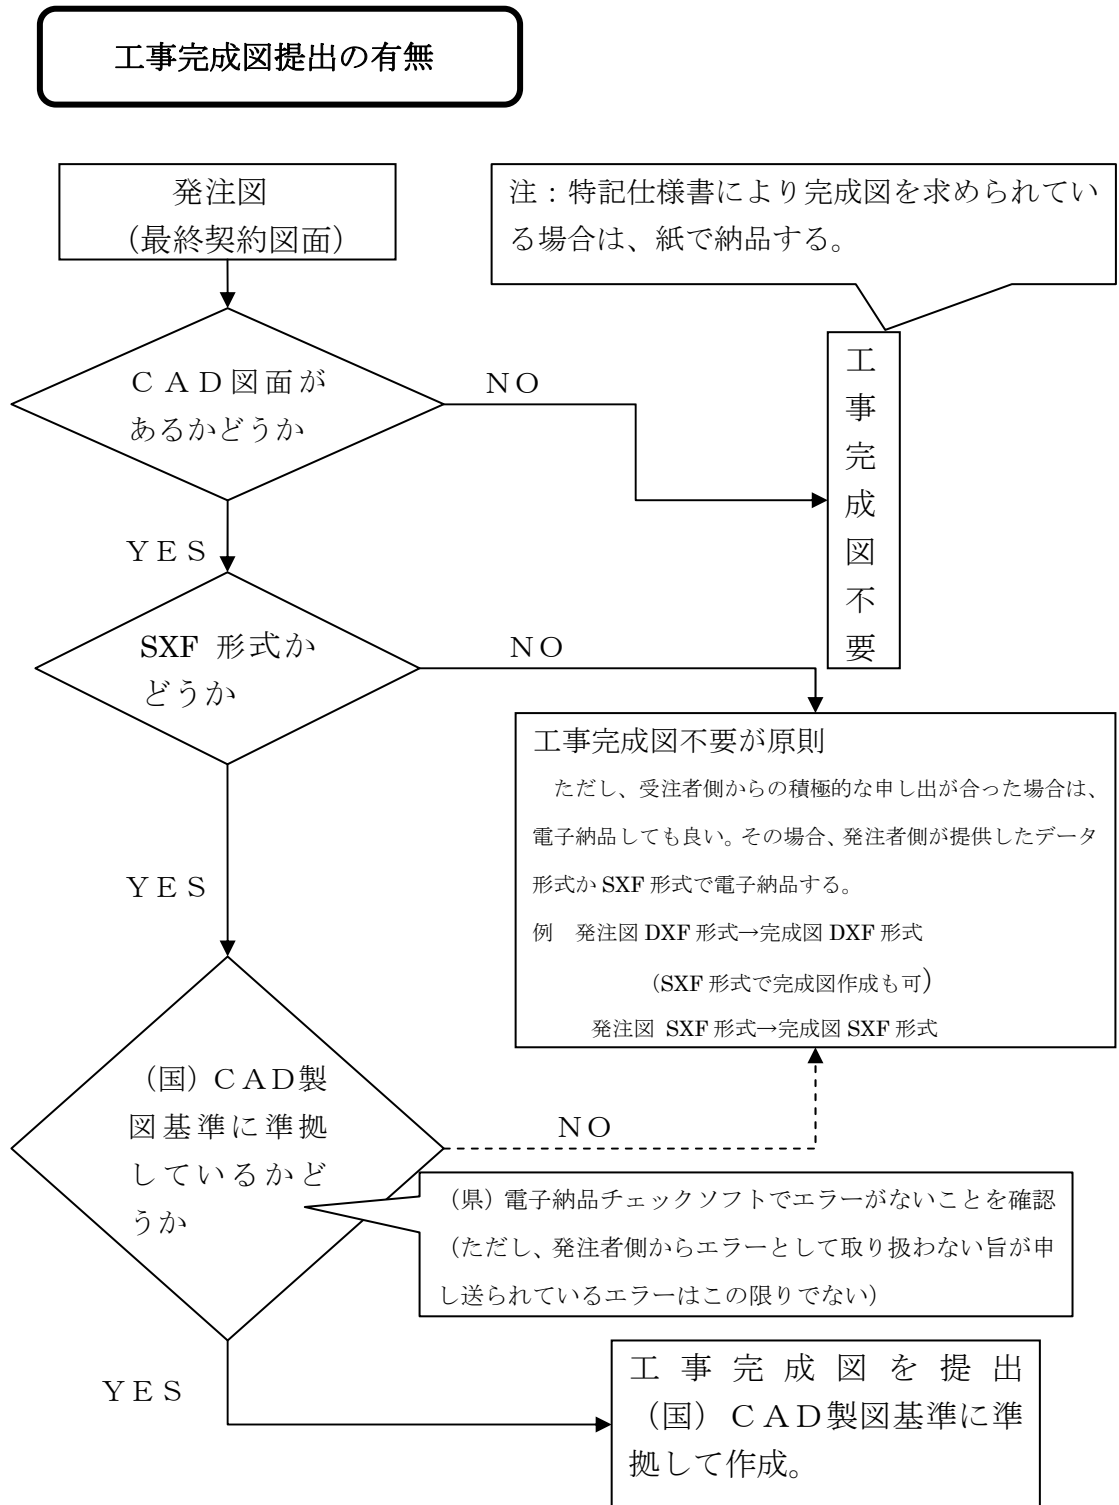 工事完成図提出の有無
発注図
（最終契約図面）
注：特記仕様書により完成図を求められてい
る場合は、紙で納品する。
ＣＡＤ図面が
あるかどうか
ＮＯ
工事完成図不要
ＹＥＳ
SXF 形式か
どうか
ＮＯ
工事完成図不要が原則
ただし、受注者側からの積極的な申し出が合った場合は、
電子納品しても良い。その場合、発注者側が提供したデータ
形式か SXF 形式で電子納品する。
例　発注図 DXF 形式→完成図 DXF 形式
（SXF 形式で完成図作成も可）
発注図 SXF 形式→完成図 SXF 形式
ＹＥＳ
（国）ＣＡＤ製
図基準に準拠
しているかど
うか
ＮＯ
（県）電子納品チェックソフトでエラーがないことを確認
（ただし、発注者側からエラーとして取り扱わない旨が申
し送られているエラーはこの限りでない）
ＹＥＳ
工事完成図を提出
（国）ＣＡＤ製図基準に準
拠して作成。